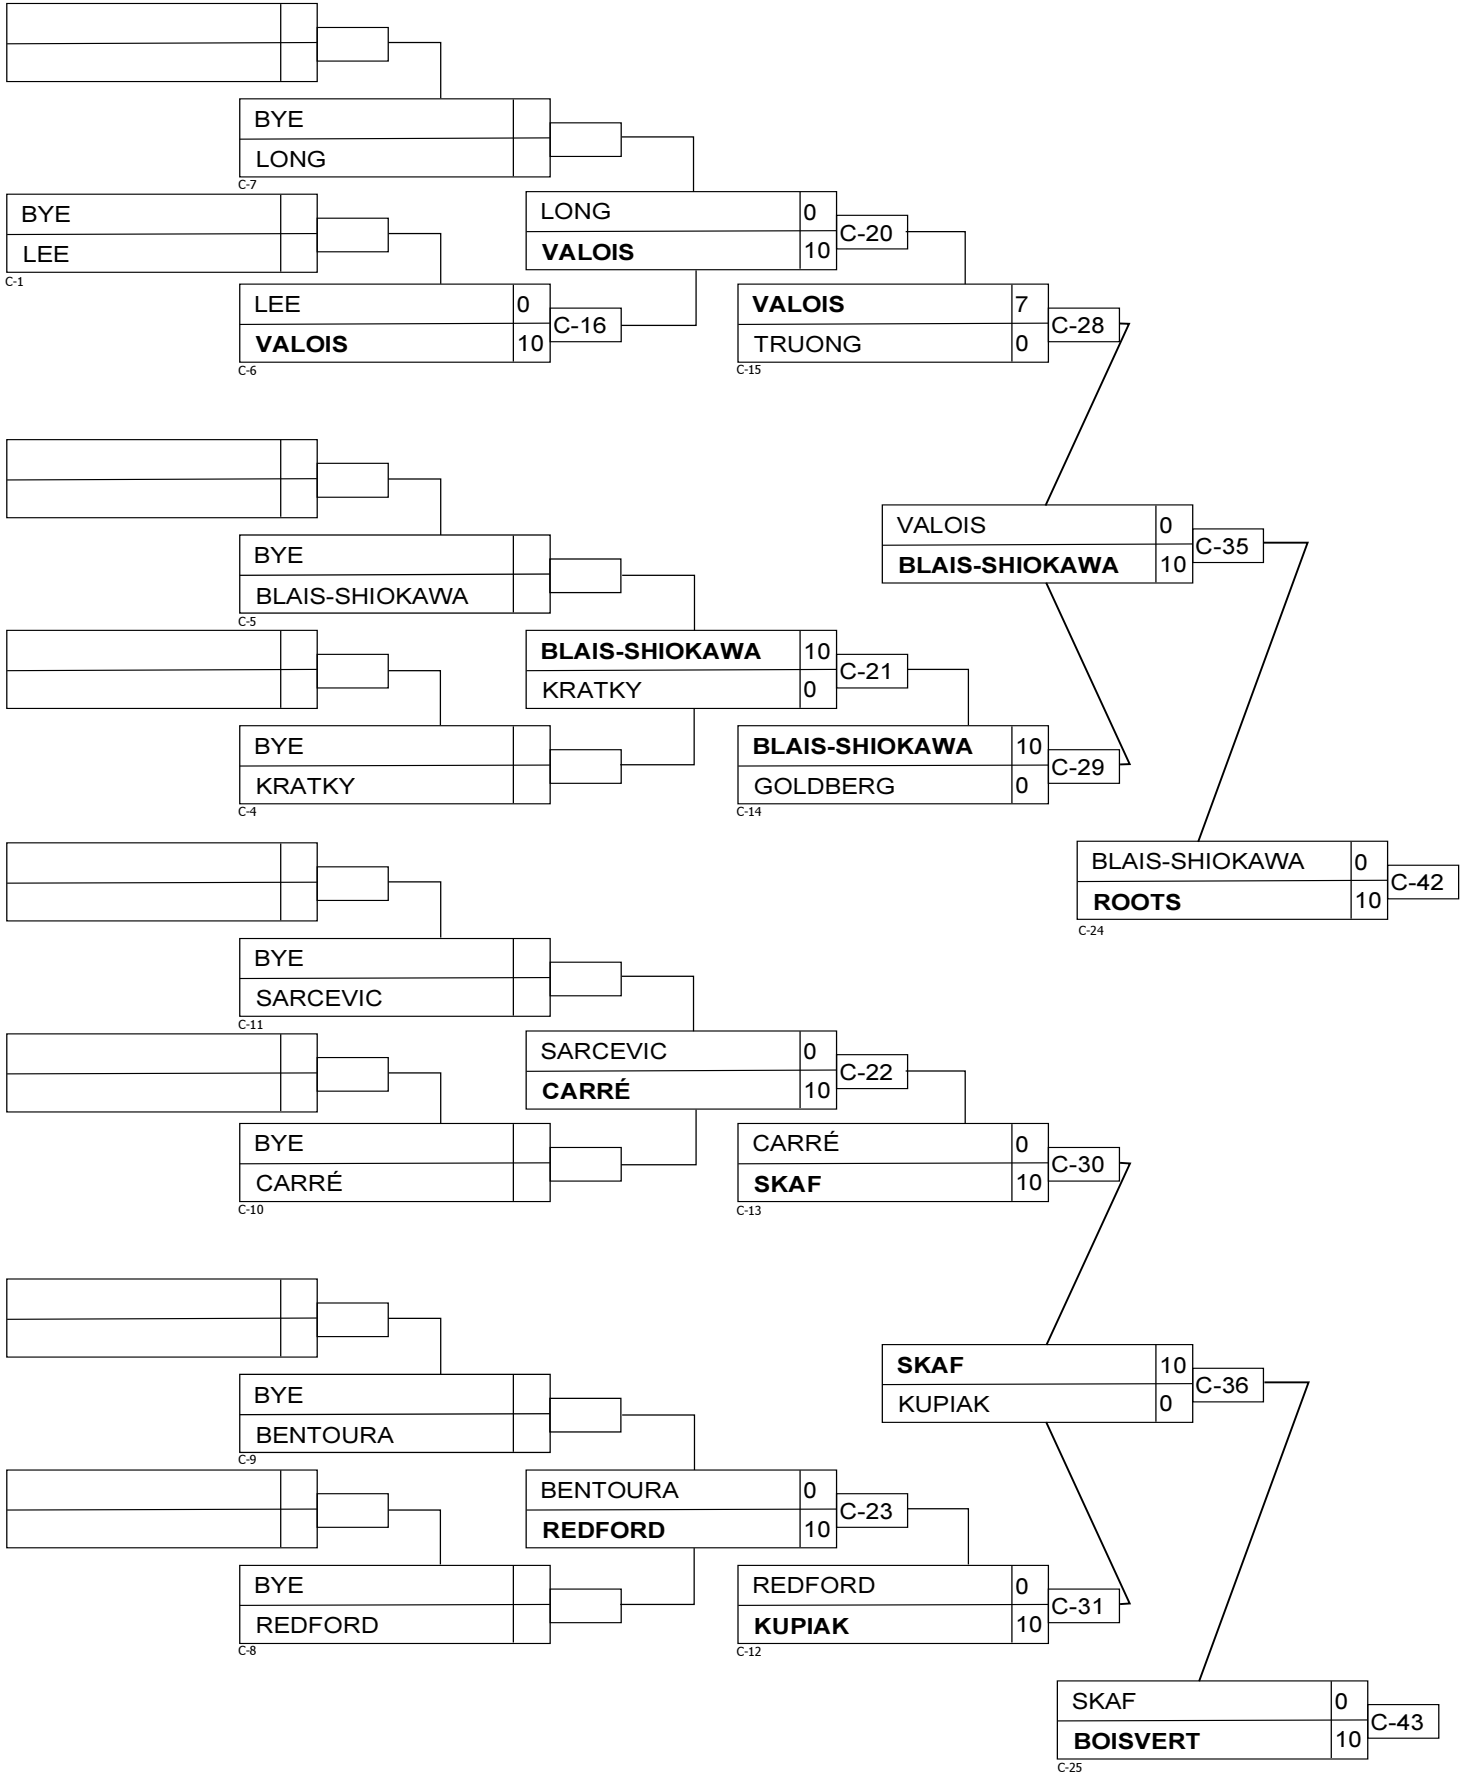 BYE
LONG
C-7
BYE
LEE
C-1
LONG 0
VALOIS 10
C-20
LEE 0
VALOIS 10
C-16
C-6
VALOIS 7
TRUONG 0
C-28
C-15
BYE
BLAIS-SHIOKAWA
C-5
VALOIS 0
BLAIS-SHIOKAWA 10
C-35
BLAIS-SHIOKAWA 10
KRATKY 0
C-21
BYE
KRATKY
C-4
BLAIS-SHIOKAWA 10
GOLDBERG 0
C-29
C-14
BLAIS-SHIOKAWA 0
ROOTS 10
C-42
C-24
BYE
SARCEVIC
C-11
SARCEVIC 0
CARRÉ 10
C-22
BYE
CARRÉ
C-10
CARRÉ 0
SKAF 10
C-30
C-13
SKAF 10
KUPIAK 0
C-36
BYE
BENTOURA
C-9
BENTOURA 0
REDFORD 10
C-23
BYE
REDFORD
C-8
REDFORD 0
KUPIAK 10
C-31
C-12
SKAF 0
BOISVERT 10
C-43
C-25